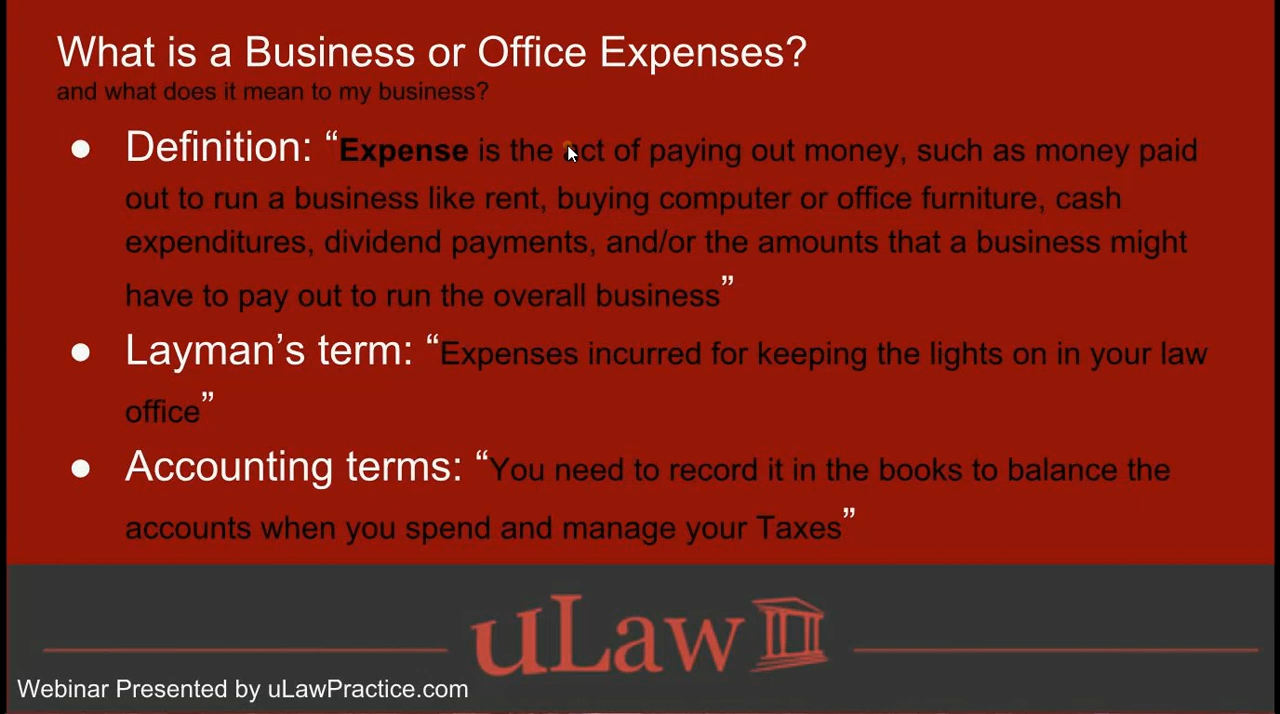 What is a Business or Office Expenses?
and what does it mean to my business?
● Definition: “Expense is the act of paying out money, such as money paid
out to run a business like rent, buying computer or office furniture, cash
expenditures, dividend payments, and/or the amounts that a business might
have to pay out to run the overall business”
● Layman’s term: “Expenses incurred for keeping the lights on in your law
office”
● Accounting terms: “You need to record it in the books to balance the
accounts when you spend and manage your Taxes”
uLaw
Webinar Presented by uLawPractice.com